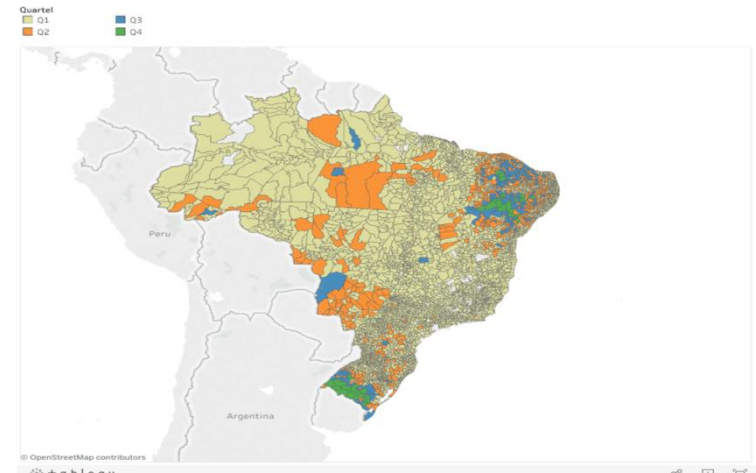 Quartel
Q1
Q3
Q2
Q4
Peru
Argentina
© OpenStreetMap contributors